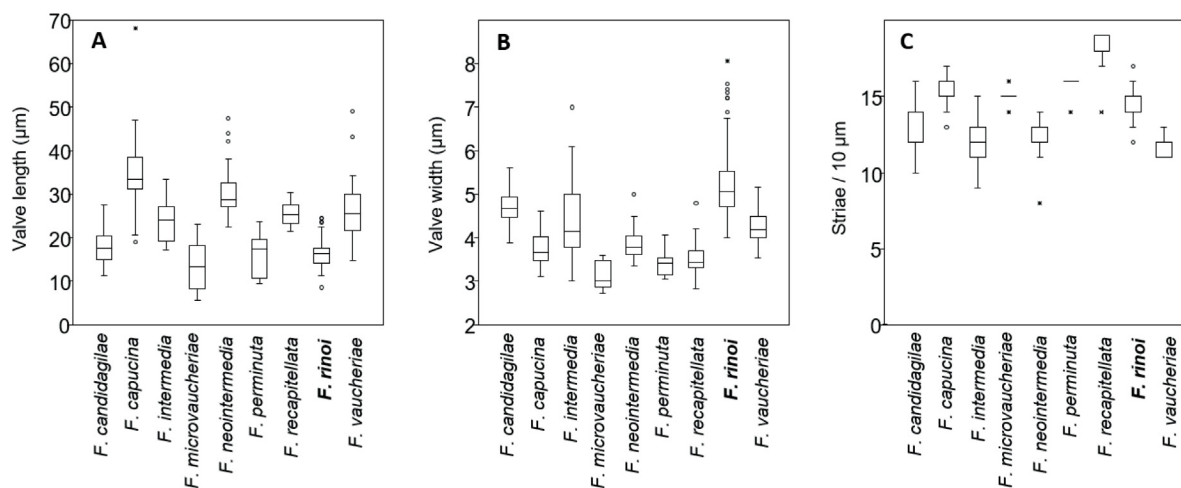 A
Valve length (µm)
70
60
50
40
30
20
10
0
F. candidagilae
F. capucina
F. intermedia
F. microvaucheriae
F. neointermedia
F. perminuta
F. recapitellata
F. rinoi
F. vaucheriae
B
Valve width (µm)
8
7
6
5
4
3
2
F. candidagilae
F. capucina
F. intermedia
F. microvaucheriae
F. neointermedia
F. perminuta
F. recapitellata
F. rinoi
F. vaucheriae
C
Striae / 10 µm
15
10
5
0
F. candidagilae
F. capucina
F. intermedia
F. microvaucheriae
F. neointermedia
F. perminuta
F. recapitellata
F. rinoi
F. vaucheriae